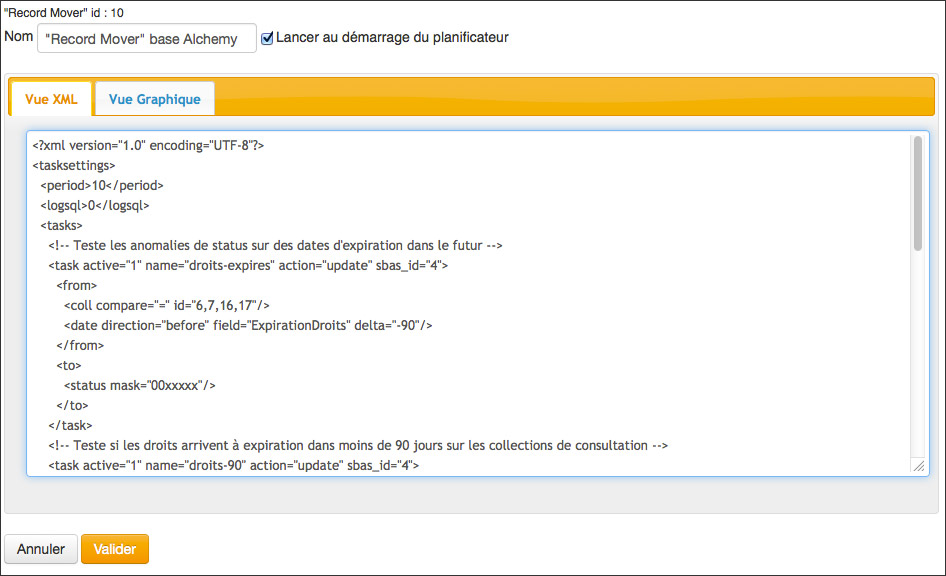 "Record Mover" id : 10
Nom "Record Mover" base Alchemy Lancer au démarrage du planificateur
Vue XML Vue Graphique
<?xml version="1.0" encoding="UTF-8"?>
<tasksettings>
<period>10</period>
<logsql>0</logsql>
<tasks>
<!-- Teste les anomalies de status sur des dates d'expiration dans le futur -->
<task active="1" name="droits-expires" action="update" sbas_id="4">
<from>
<coll compare="=" id="6,7,16,17"/>
<date direction="before" field="ExpirationDroits" delta="-90"/>
</from>
<to>
<status mask="00xxxxx"/>
</to>
</task>
<!-- Teste si les droits arrivent à expiration dans moins de 90 jours sur les collections de consultation -->
<task active="1" name="droits-90" action="update" sbas_id="4">
Annuler Valider